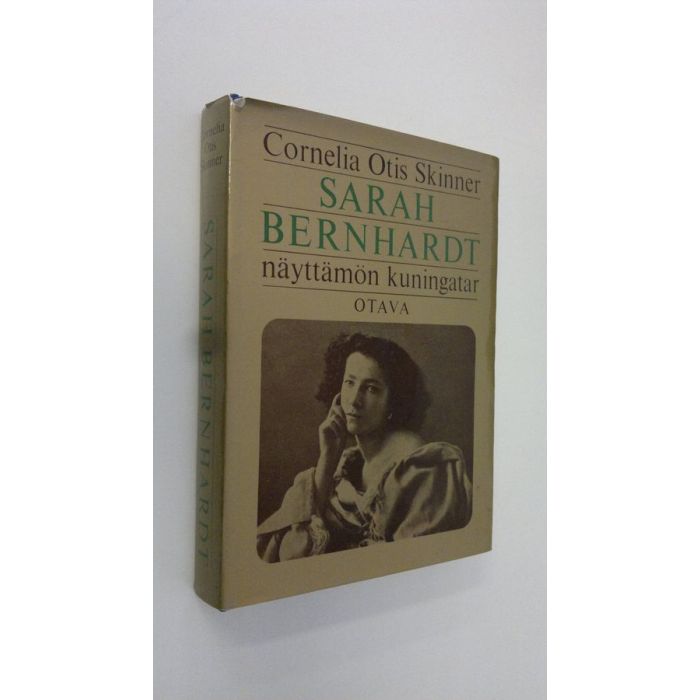 Cornelia
Otis
Skinner
SARAH BERNHARDT
Cornelia Otis Skinner
SARAH
BERNHARDT
näyttämön kuningatar
OTAVA